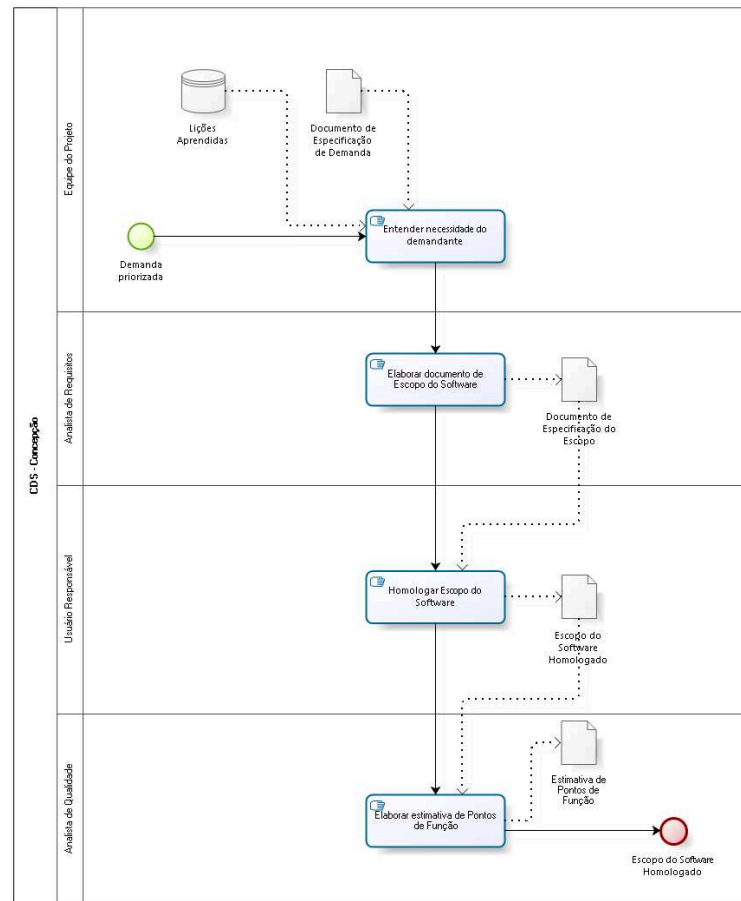 CDS - Concepção
Equipe do Projeto
Lições
Aprendidas
Documento de
Especificação
de Demanda
Entender necessidade do
demandante
Demanda
priorizada
Analista de Requisitos
Elaborar documento de
Escopo do Software
Documento de
Especificação do
Escopo
Usuário Responsável
Homologar Escopo do
Software
Escopo do
Software
Homologado
Analista de Qualidade
Estimativa de
Pontos de
Função
Elaborar estimativa de Pontos
de Função
Escopo do Software
Homologado